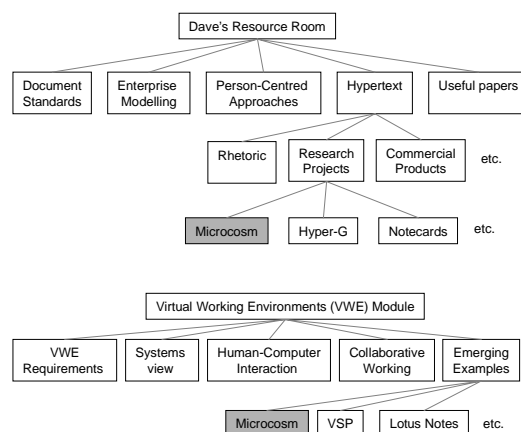 Dave's Resource Room
Document Enterprise Person-Centred Hypertext Useful papers
Standards Modelling Approaches
Rhetoric Research Commercial etc.
Projects Products
Microcosm Hyper-G Notecards etc.
Virtual Working Environments (VWE) Module
VWE Systems Human-Computer Collaborative Emerging
Requirements view Interaction Working Examples
Microcosm VSP Lotus Notes etc.